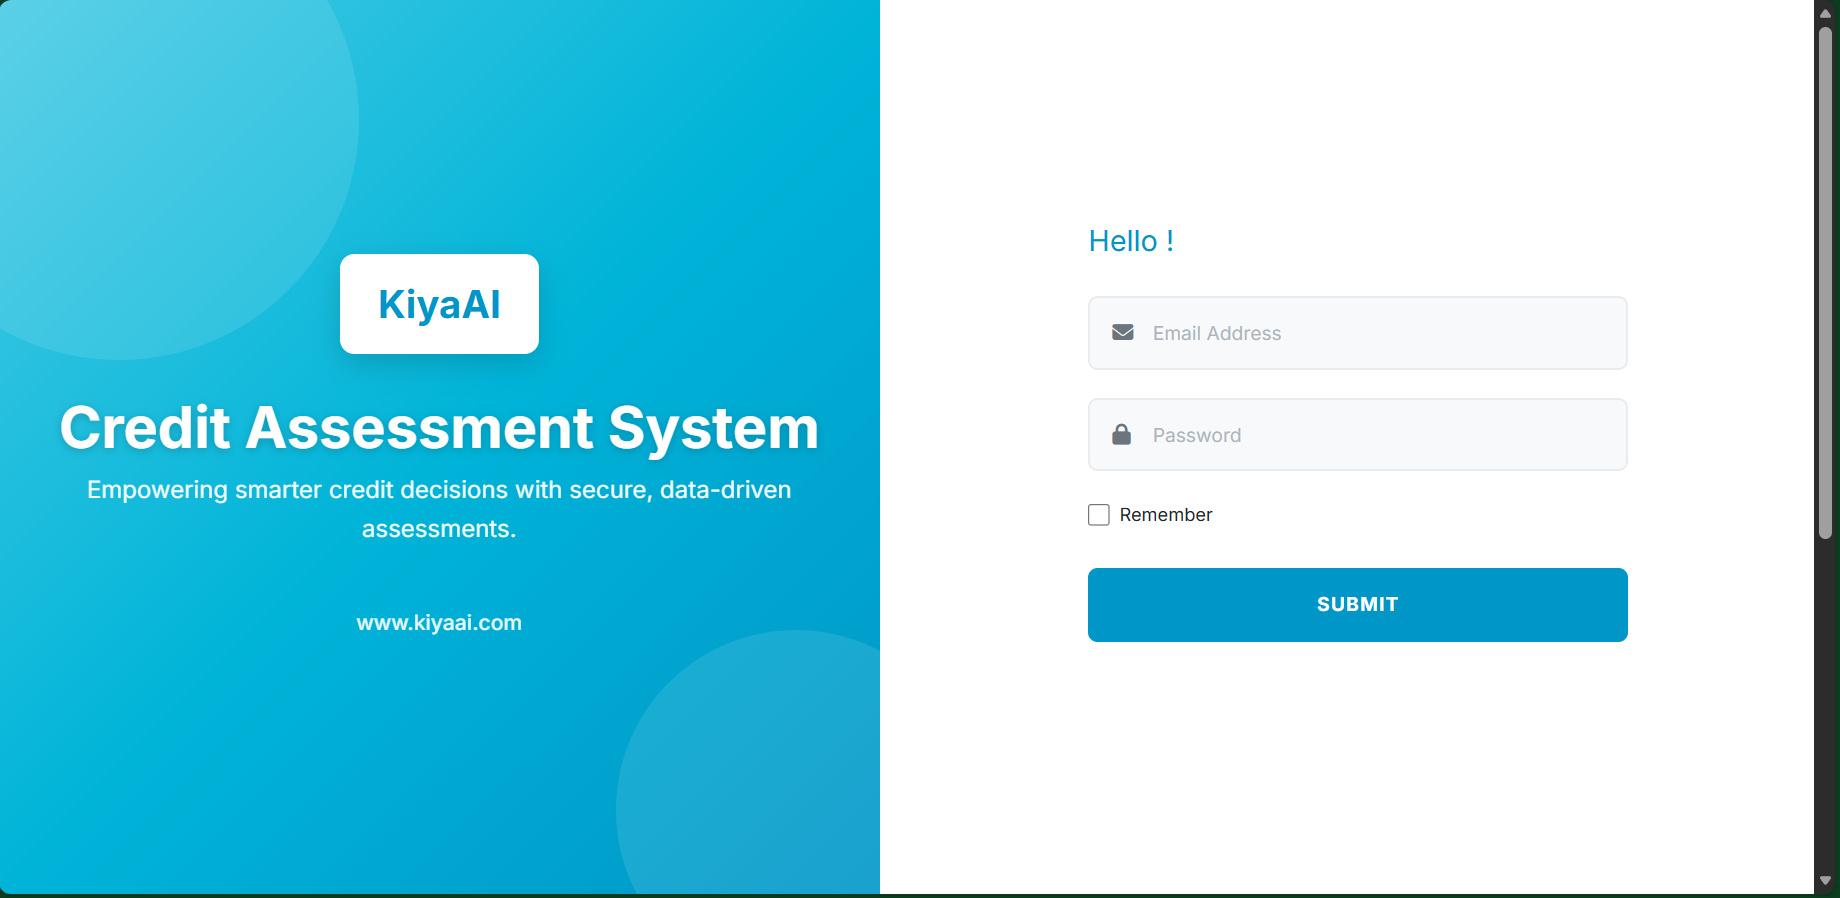 KiyaAI
Credit Assessment System
Empowering smarter credit decisions with secure, data-driven
assessments.
www.kiyaai.com
Hello !
Email Address
Password
Remember
SUBMIT